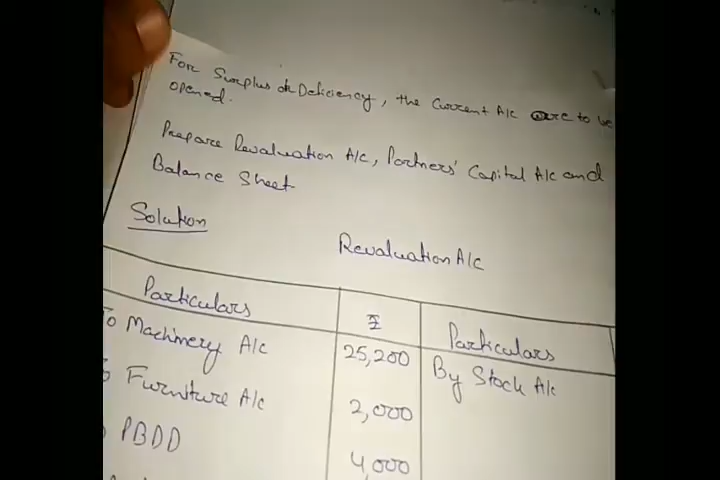 For Surplus or Deficiency, the Current A/c are to be
opened.
Prepare Revaluation A/c, Partners' Capital A/c and
Balance Sheet
Solution
Revaluation A/c
Particulars ₹ Particulars
To Machinery A/c 25,200 By Stock A/c
Furniture A/c 2,000
PBDD 4,000